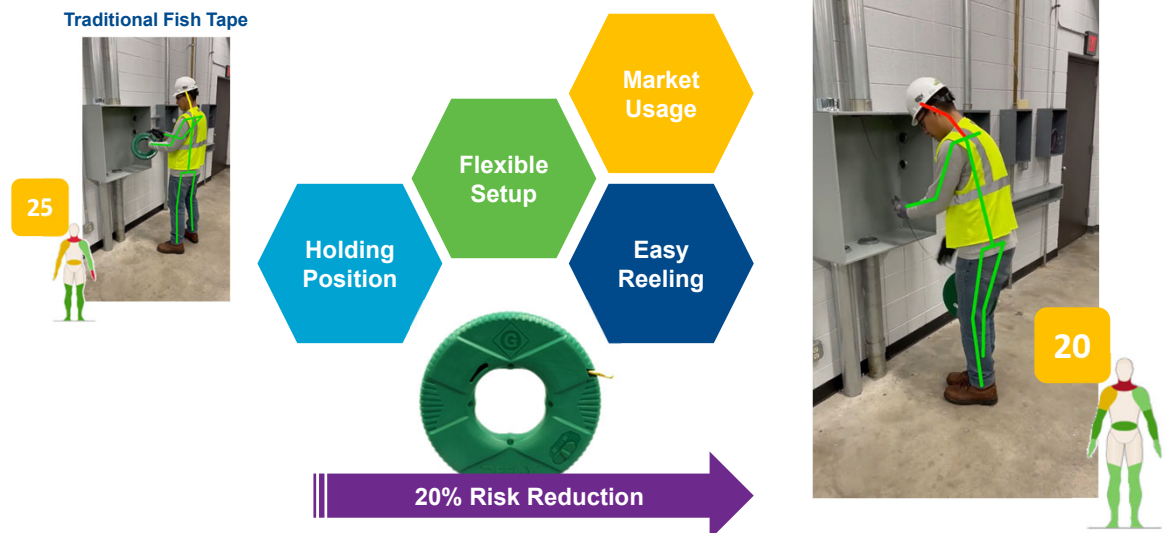 Traditional Fish Tape
25
Holding
Position
Flexible
Setup
Market
Usage
Easy
Reeling
G
20% Risk Reduction
20